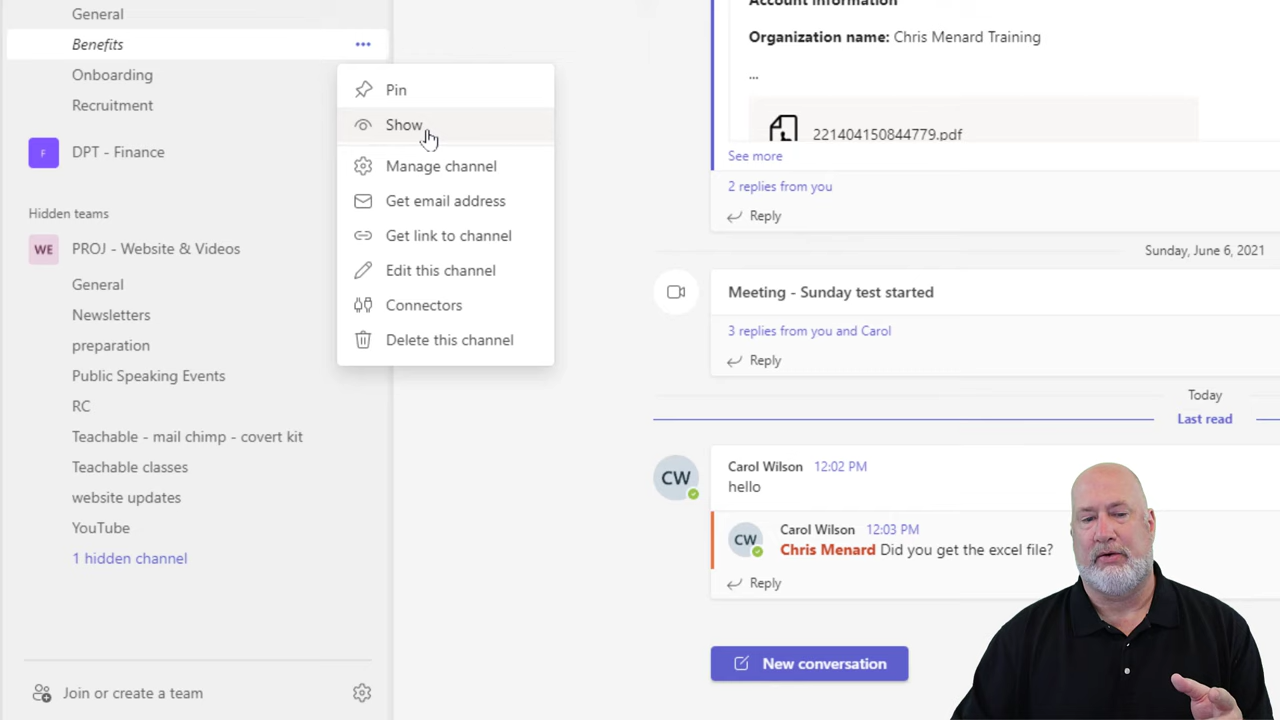 General
Benefits
Onboarding
Recruitment
F
DPT - Finance
Hidden teams
WE
PROJ - Website & Videos
General
Newsletters
preparation
Public Speaking Events
RC
Teachable - mail chimp - covert kit
Teachable classes
website updates
YouTube
1 hidden channel
Join or create a team
Pin
Show
Manage channel
Get email address
Get link to channel
Edit this channel
Connectors
Delete this channel
Account information
Organization name: Chris Menard Training
...
221404150844779.pdf
See more
2 replies from you
Reply
Sunday, June 6, 2021
Meeting - Sunday test started
3 replies from you and Carol
Reply
Today
Last read
CW
Carol Wilson 12:02 PM
hello
CW
Carol Wilson 12:03 PM
Chris Menard Did you get the excel file?
Reply
New conversation